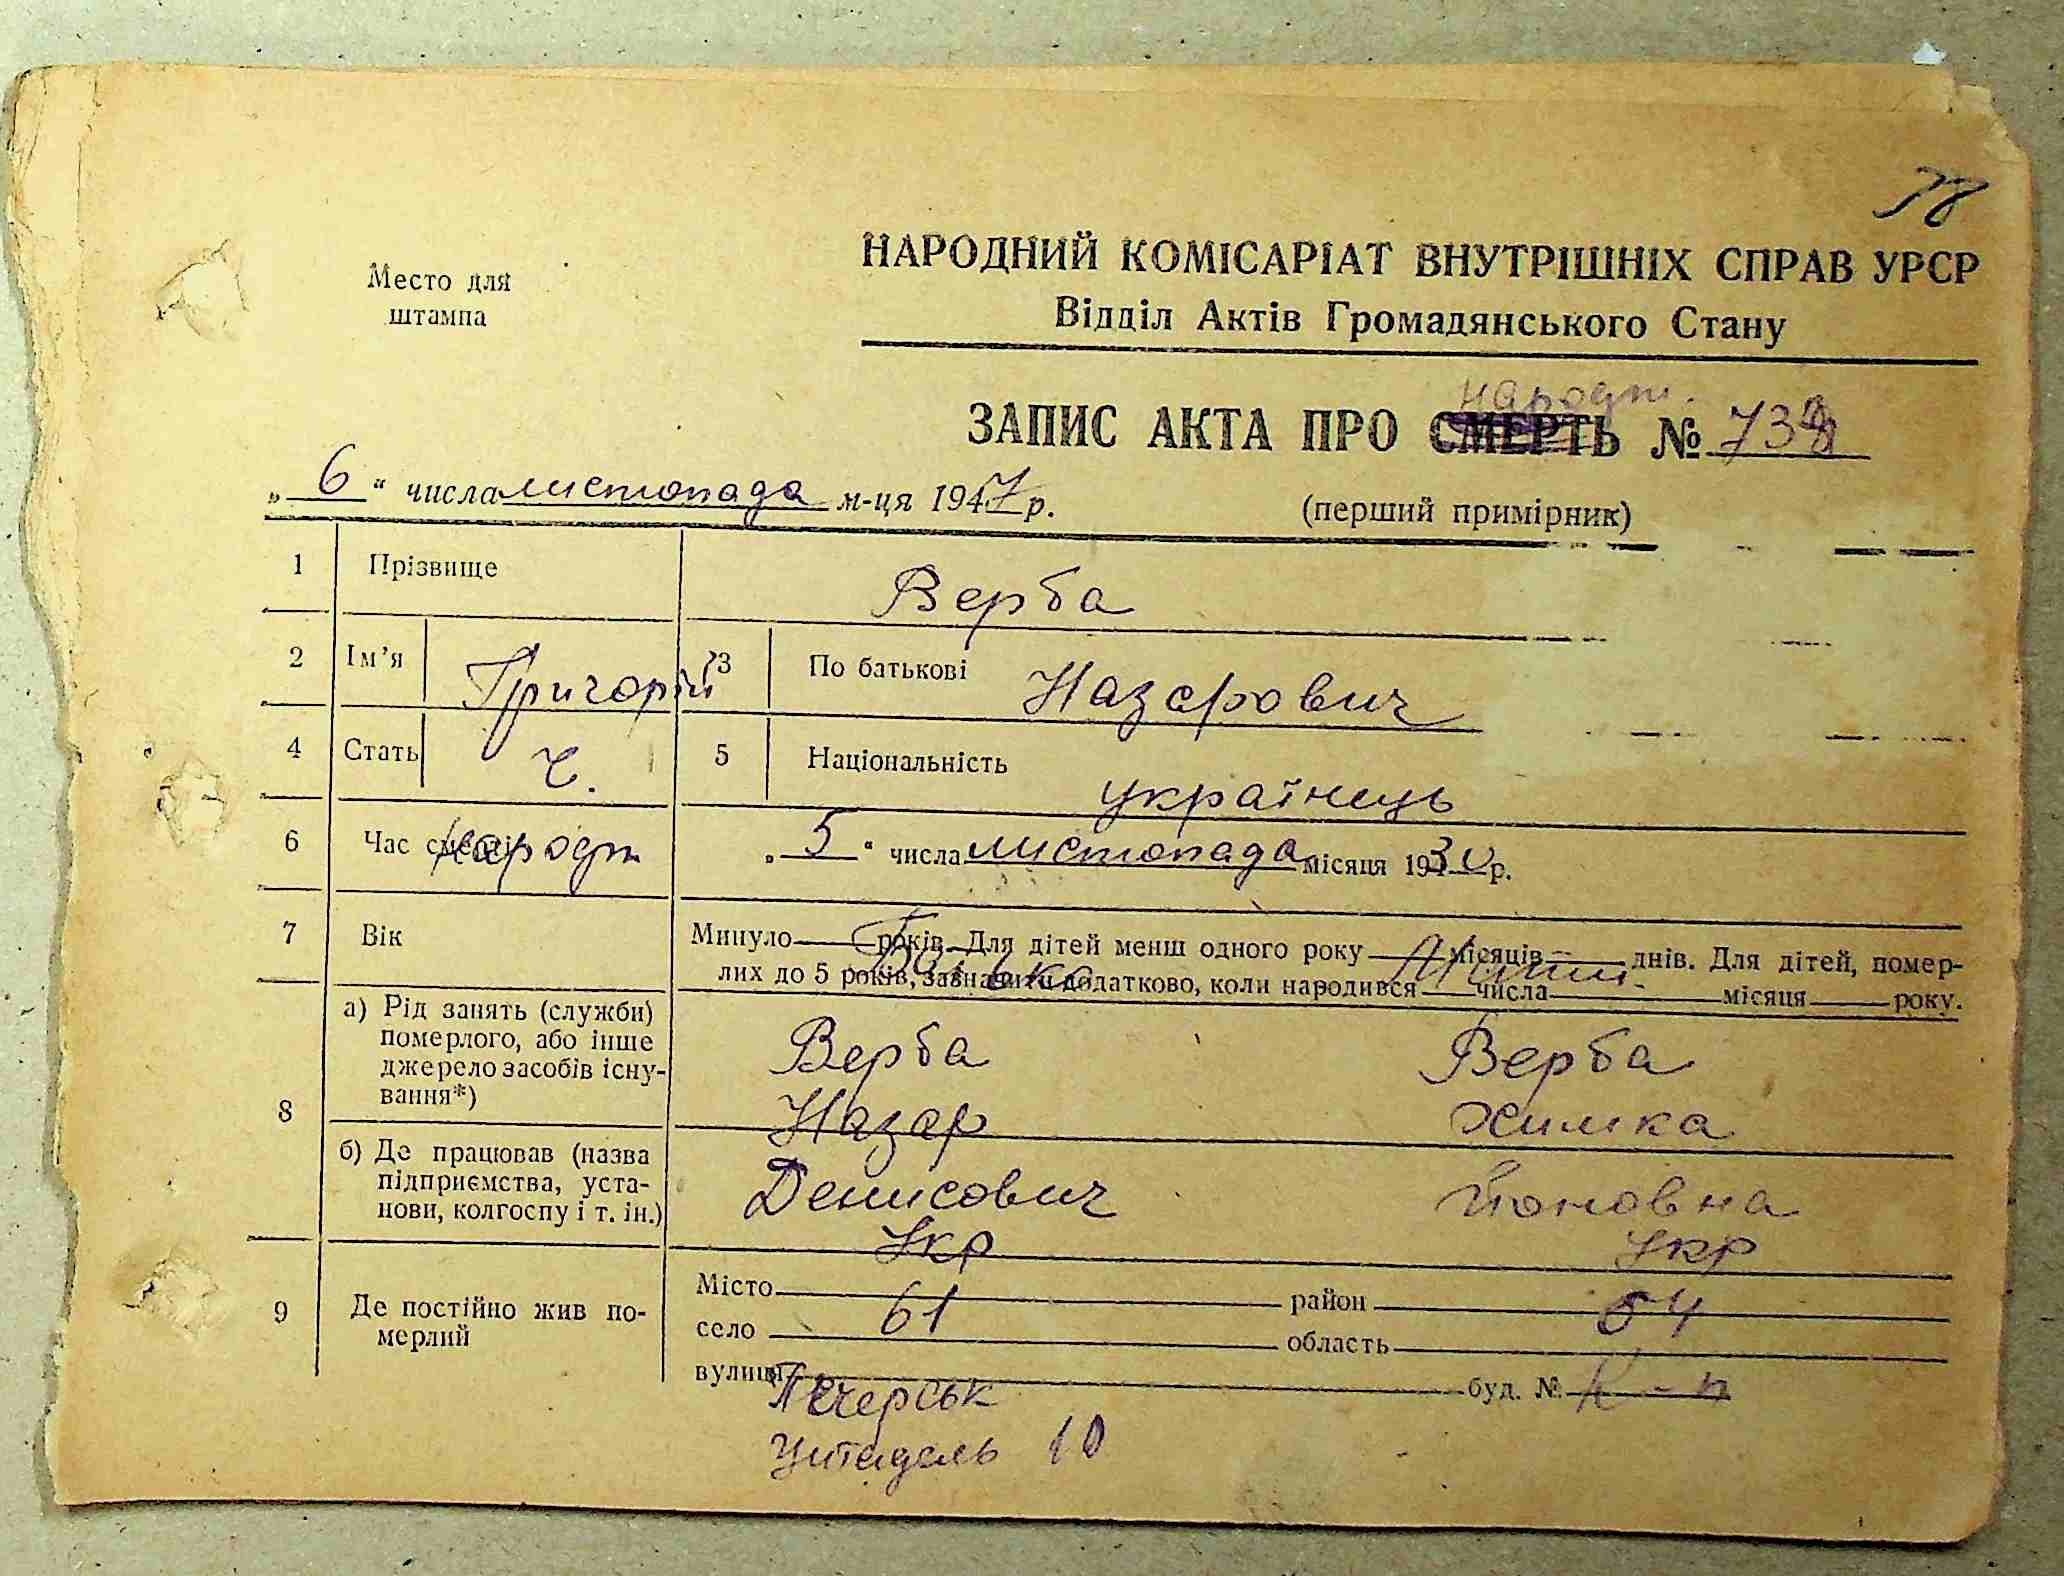 78
Место для
штампа
НАРОДНИЙ КОМІСАРІАТ ВНУТРІШНІХ СПРАВ УРСР
Відділ Актів Громадянського Стану
народж.
ЗАПИС АКТА ПРО СМЕРТЬ № 738
„ 6 “ числа листопада м-ця 1947 р.
(перший примірник)
1 Прізвище Верба
2 Ім’я Григорій 3 По батькові Назарович
4 Стать ч. 5 Національність українець
6 Час смерті народж „ 5 “ числа листопада місяця 1930 р.
7 Вік Минуло років. Для дітей менш одного року місяців днів. Для дітей, помер-
лих до 5 років, зазначити додатково, коли народився числа місяця року.
Батько Мати
8 а) Рід занять (служби)
померлого, або інше
джерело засобів існу-
вання*)
Верба Верба
Назар Химка
б) Де працював (назва
підприємства, уста-
нови, колгоспу і т. ін.)
Денисович Йоновна
Укр Укр
9 Де постійно жив по-
мерлий
Місто район
61 54
село область
вулиця буд. №
Печерськ
Цитадель 10